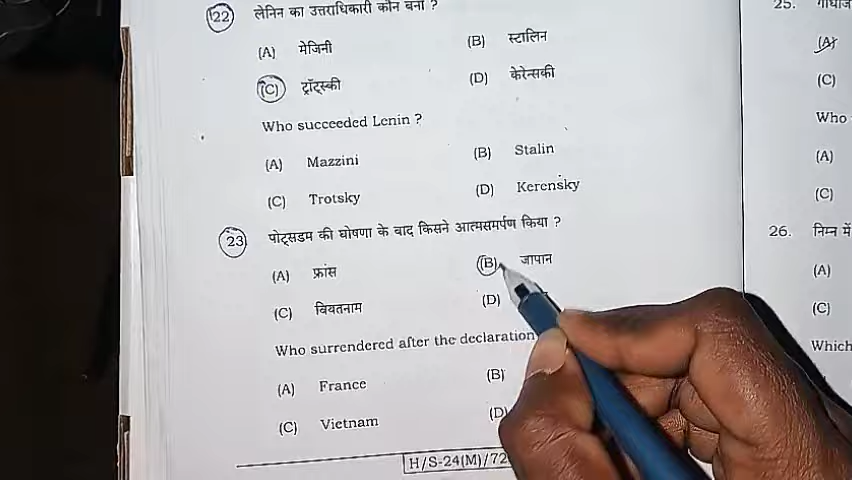 22 लेनिन का उत्तराधिकारी कौन बना ?
(A) मेजिनी
(B) स्टालिन
(C) ट्रॉट्स्की
(D) केरेन्सकी
Who succeeded Lenin ?
(A) Mazzini
(B) Stalin
(C) Trotsky
(D) Kerensky
23 पोट्सडम की घोषणा के बाद किसने आत्मसमर्पण किया ?
(A) फ्रांस
(B) जापान
(C) वियतनाम
(D)
Who surrendered after the declaration
(A) France
(B)
(C) Vietnam
(D)
H/S-24(M)/72
25.
(A)
(C)
Who
(A)
(C)
26. निम्न में
(A)
(C)
Which